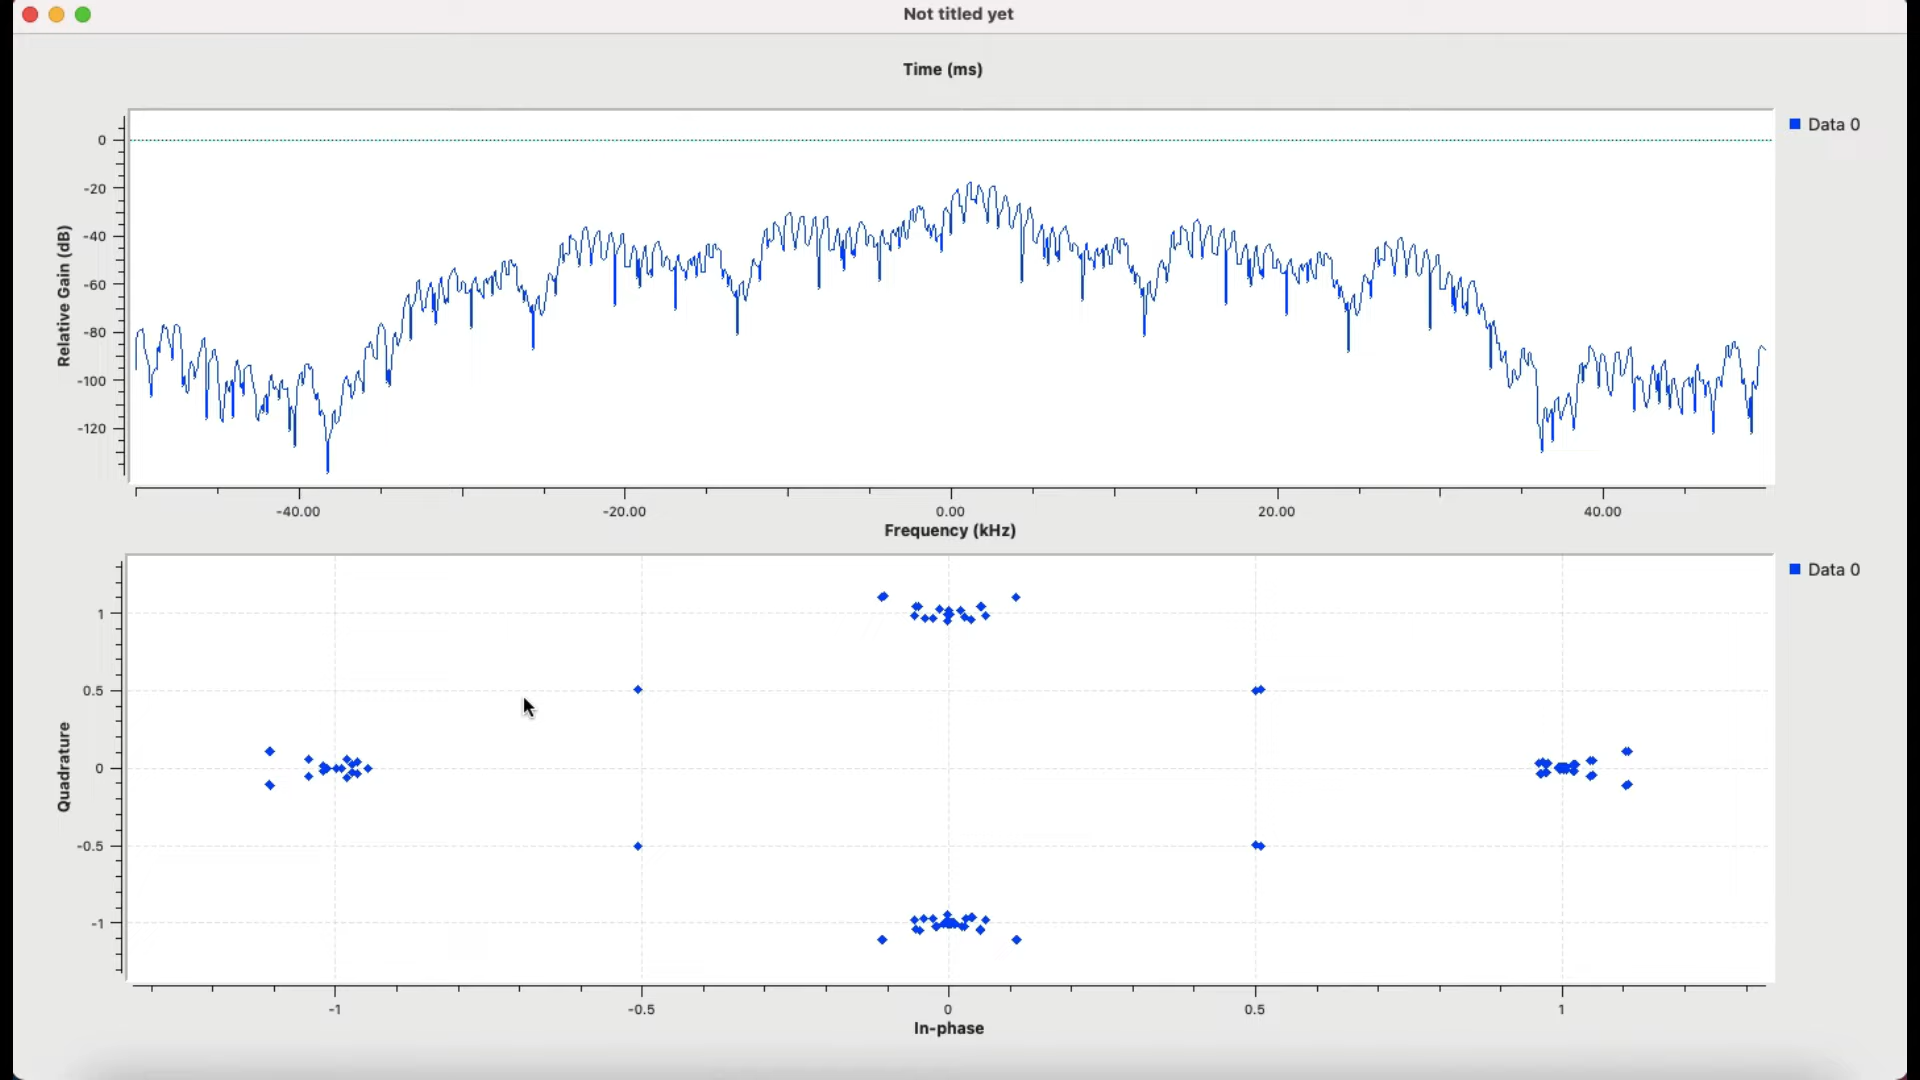 Not titled yet
Time (ms)
Data 0
Relative Gain (dB)
0
-20
-40
-60
-80
-100
-120
-40.00 -20.00 0.00 20.00 40.00
Frequency (kHz)
Data 0
Quadrature
1
0.5
0
-0.5
-1
-1 -0.5 0 0.5 1
In-phase